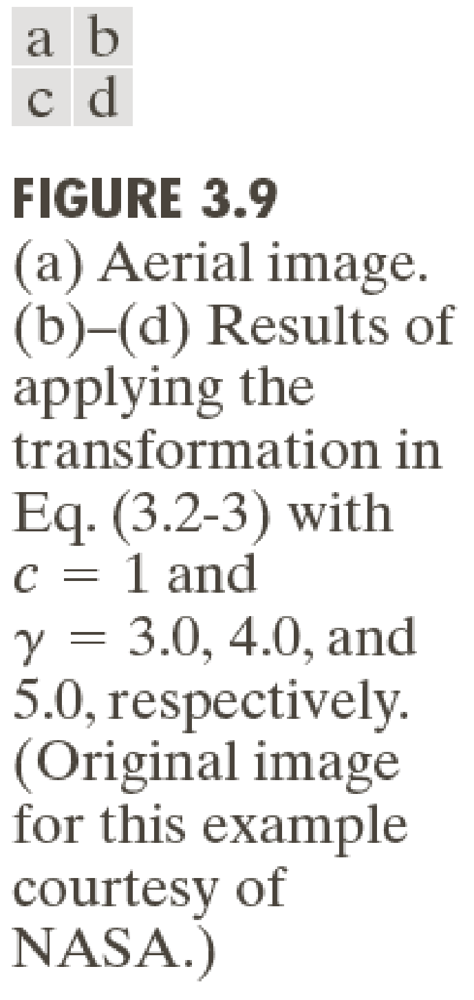 a b
c d
FIGURE 3.9
(a) Aerial image.
(b)–(d) Results of
applying the
transformation in
Eq. (3.2-3) with
c = 1 and
γ = 3.0, 4.0, and
5.0, respectively.
(Original image
for this example
courtesy of
NASA.)